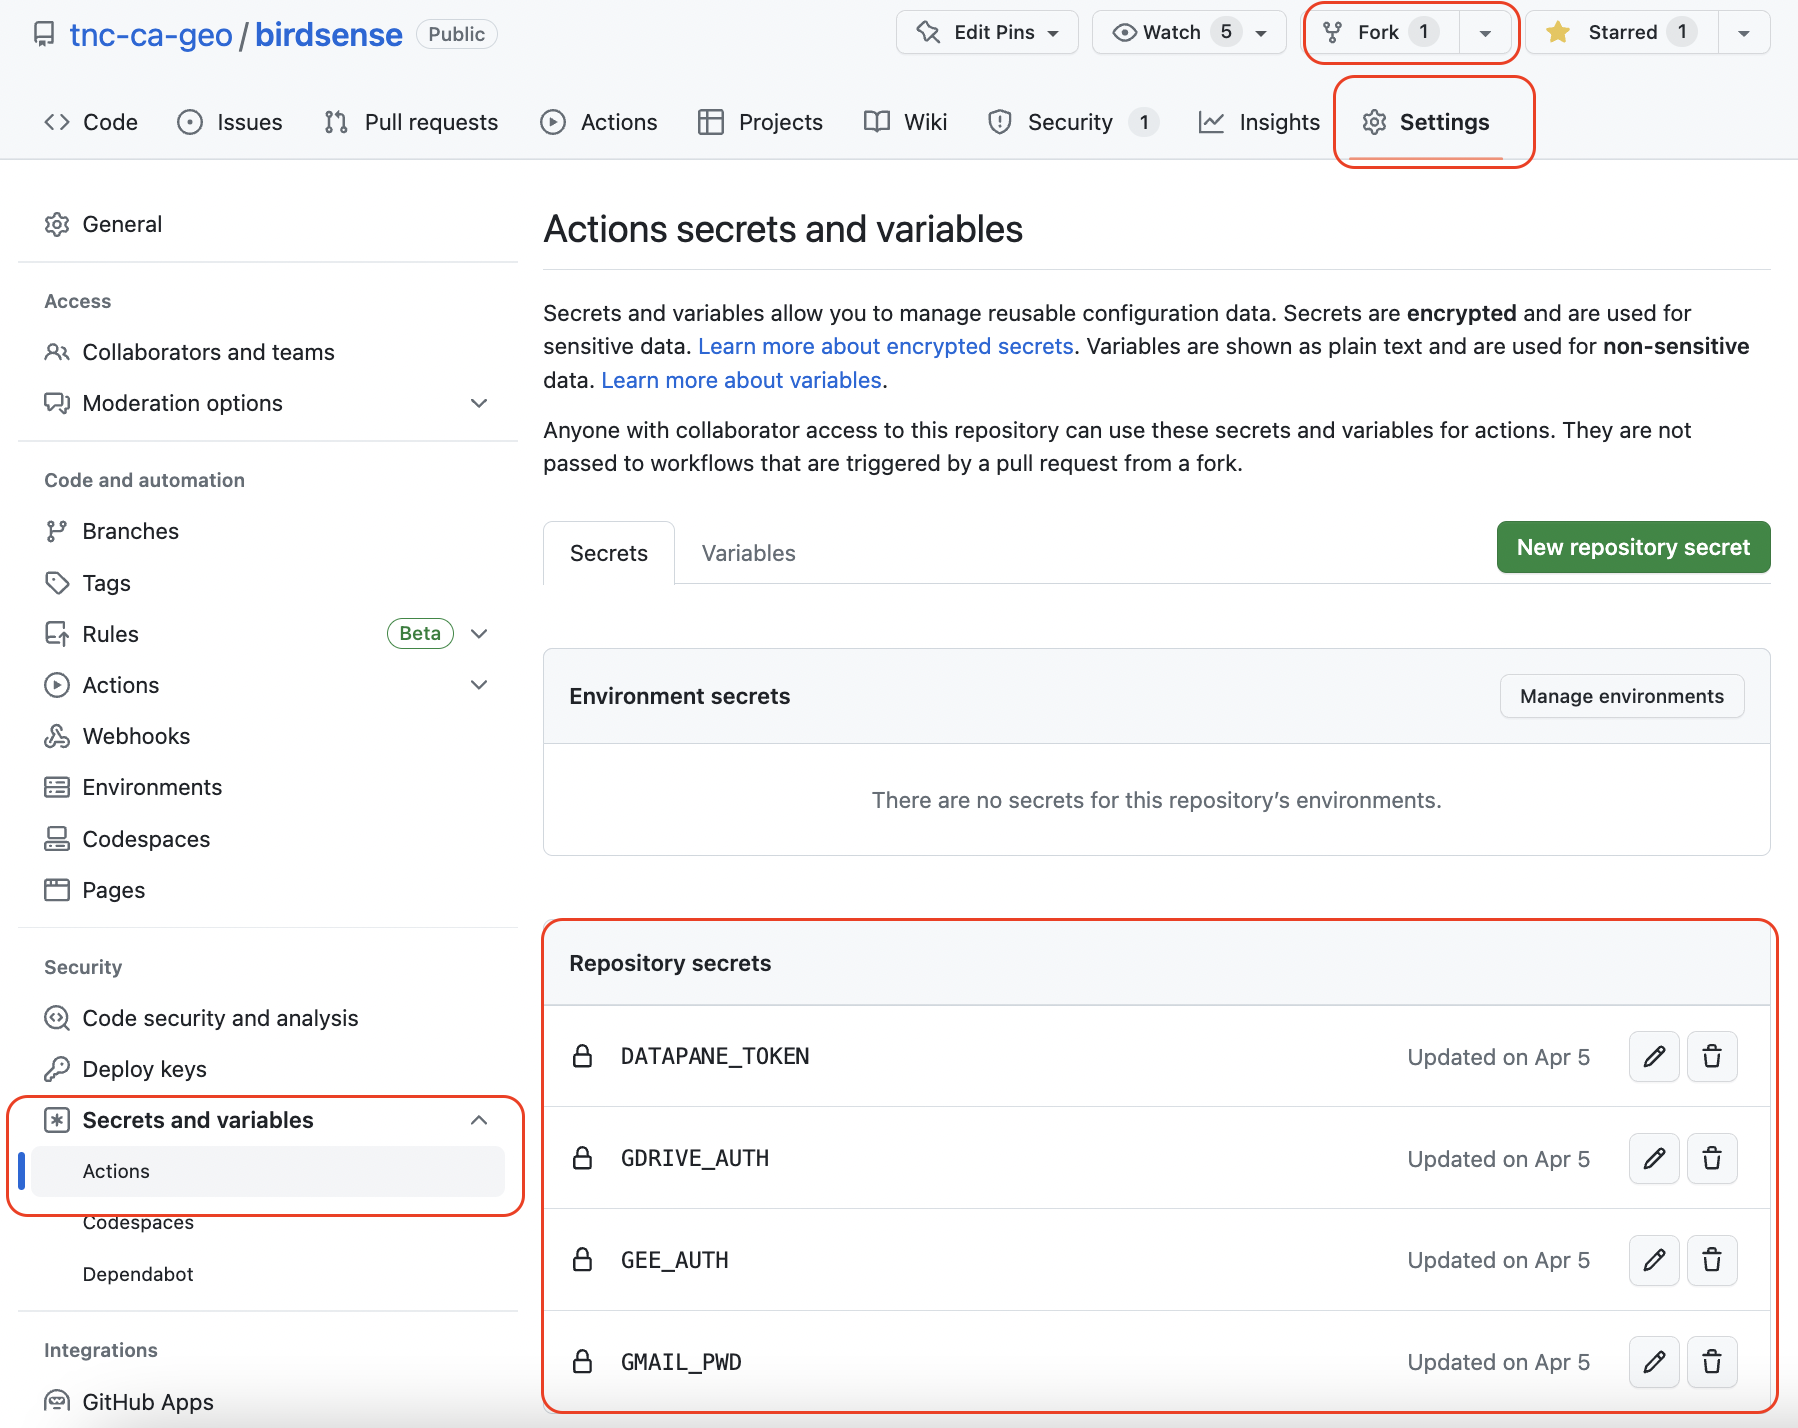 tnc-ca-geo / birdsense Public
Edit Pins Watch 5 Fork 1 Starred 1
Code Issues Pull requests Actions Projects Wiki Security 1 Insights Settings
General
Access
Collaborators and teams
Moderation options
Code and automation
Branches
Tags
Rules Beta
Actions
Webhooks
Environments
Codespaces
Pages
Security
Code security and analysis
Deploy keys
Secrets and variables
Actions
Codespaces
Dependabot
Integrations
GitHub Apps
Actions secrets and variables
Secrets and variables allow you to manage reusable configuration data. Secrets are encrypted and are used for
sensitive data. Learn more about encrypted secrets. Variables are shown as plain text and are used for non-sensitive
data. Learn more about variables.
Anyone with collaborator access to this repository can use these secrets and variables for actions. They are not
passed to workflows that are triggered by a pull request from a fork.
Secrets Variables New repository secret
Environment secrets Manage environments
There are no secrets for this repository’s environments.
Repository secrets
DATAPANE_TOKEN Updated on Apr 5
GDRIVE_AUTH Updated on Apr 5
GEE_AUTH Updated on Apr 5
GMAIL_PWD Updated on Apr 5